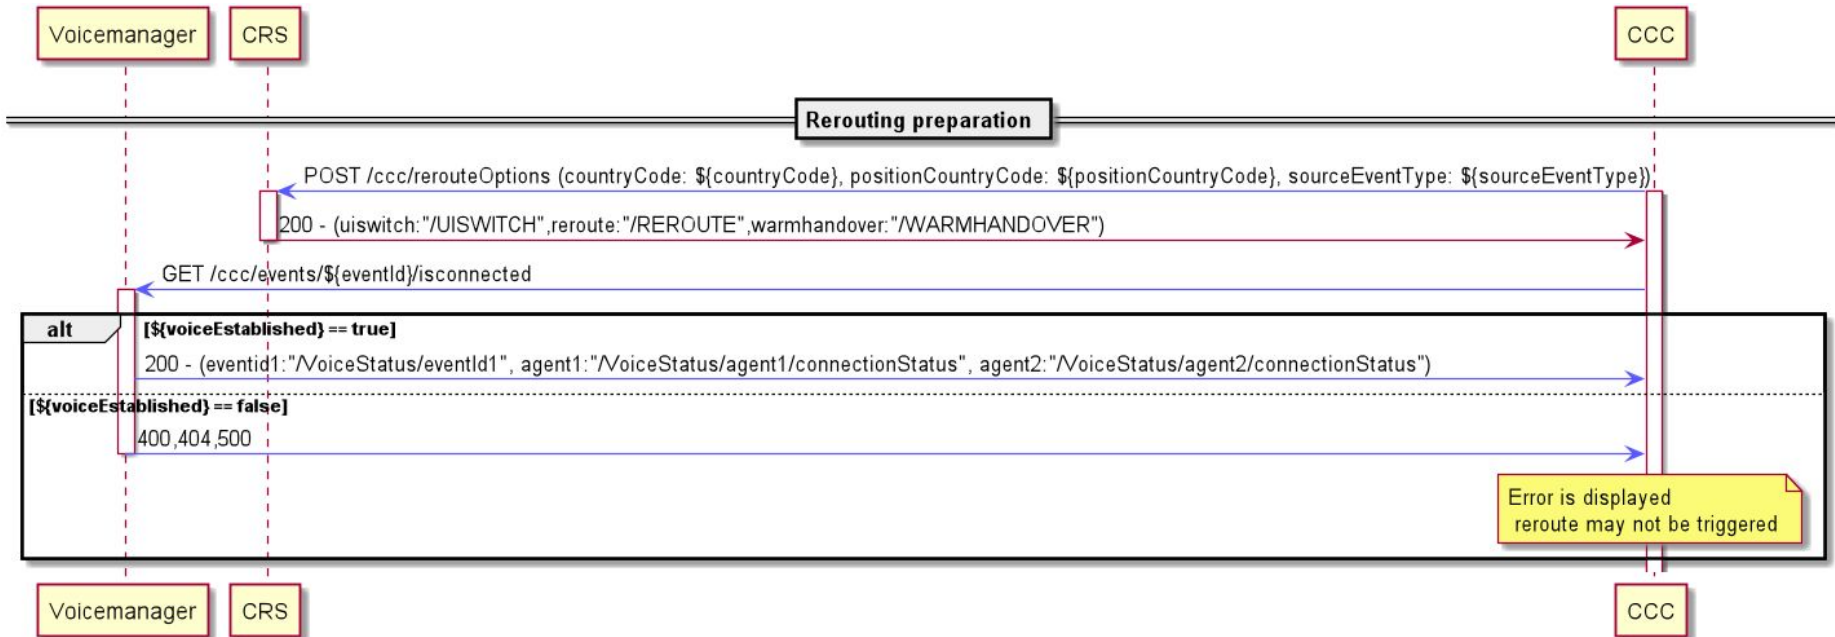 Voicemanager
CRS
CCC
Rerouting preparation
POST /ccc/rerouteOptions (countryCode: ${countryCode}, positionCountryCode: ${positionCountryCode}, sourceEventType: ${sourceEventType})
200 - (uiswitch:"/UISWITCH",reroute:"/REROUTE",warmhandover:"/WARMHANDOVER")
GET /ccc/events/${eventId}/isconnected
alt
[${voiceEstablished} == true]
200 - (eventid1:"/VoiceStatus/eventId1", agent1:"/VoiceStatus/agent1/connectionStatus", agent2:"/VoiceStatus/agent2/connectionStatus")
[${voiceEstablished} == false]
400,404,500
Error is displayed
reroute may not be triggered
Voicemanager
CRS
CCC